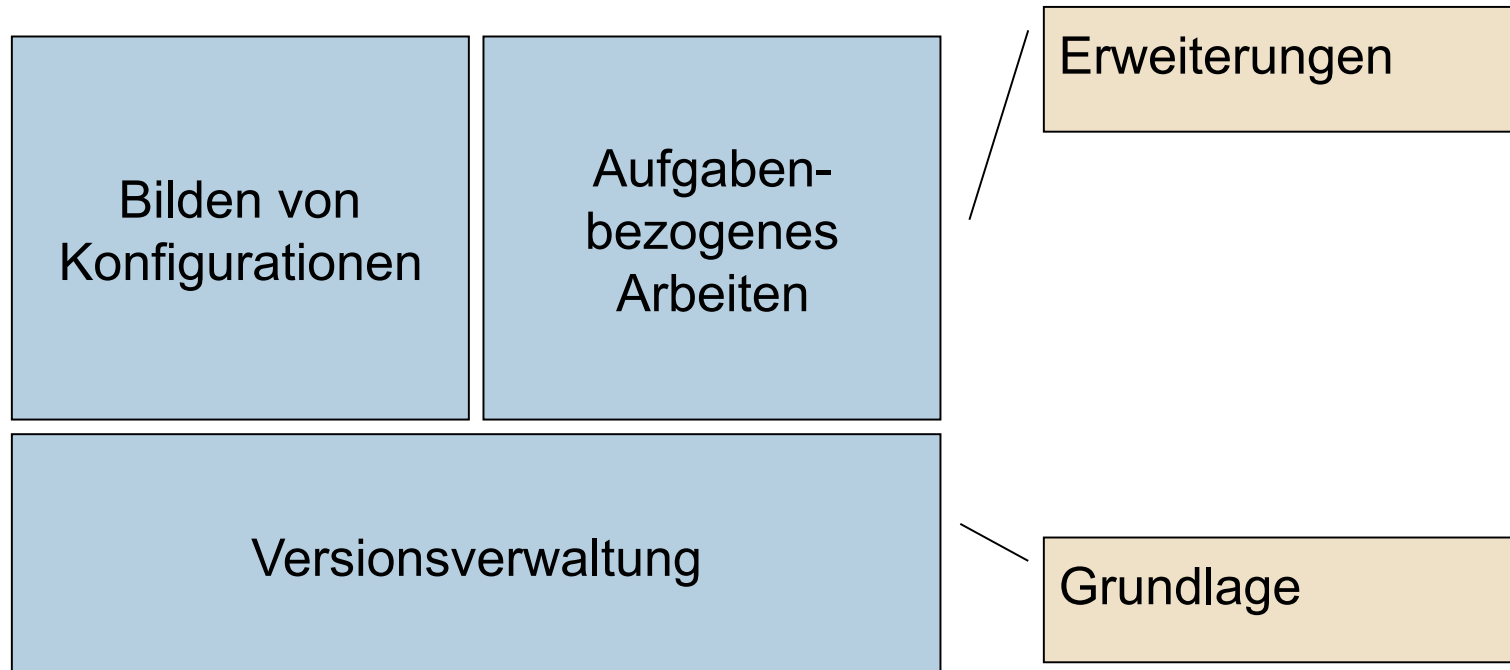 Bilden von
Konfigurationen
Aufgaben-
bezogenes
Arbeiten
Erweiterungen
Versionsverwaltung
Grundlage